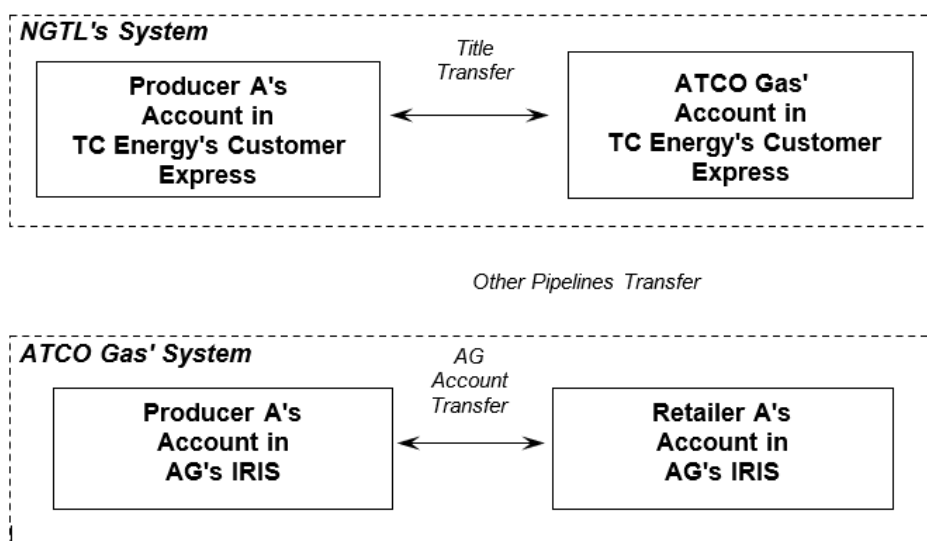 NGTL's System
Title
Transfer
Producer A's
Account in
TC Energy's Customer
Express
ATCO Gas'
Account in
TC Energy's Customer
Express
Other Pipelines Transfer
ATCO Gas' System
AG
Account
Transfer
Producer A's
Account in
AG's IRIS
Retailer A's
Account in
AG's IRIS